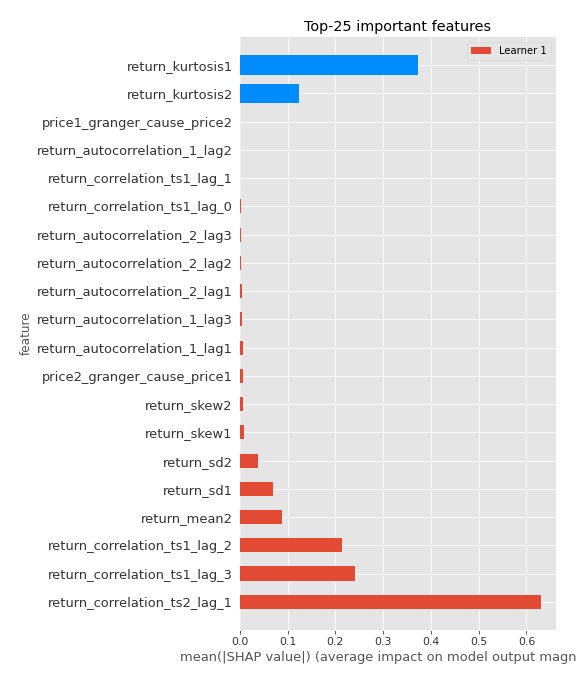 Top-25 important features
Learner 1
return_kurtosis1
return_kurtosis2
price1_granger_cause_price2
return_autocorrelation_1_lag2
return_correlation_ts1_lag_1
return_correlation_ts1_lag_0
return_autocorrelation_2_lag3
return_autocorrelation_2_lag2
return_autocorrelation_2_lag1
return_autocorrelation_1_lag3
return_autocorrelation_1_lag1
price2_granger_cause_price1
return_skew2
return_skew1
return_sd2
return_sd1
return_mean2
return_correlation_ts1_lag_2
return_correlation_ts1_lag_3
return_correlation_ts2_lag_1
feature
0.0 0.1 0.2 0.3 0.4 0.5 0.6
mean(|SHAP value|) (average impact on model output magn